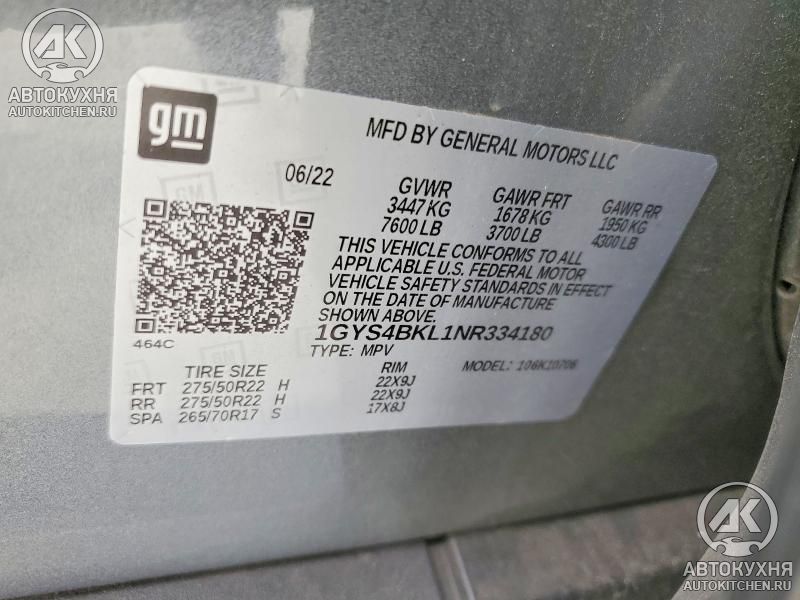 AK
АВТОКУХНЯ
AUTOKITCHEN.RU
gm
MFD BY GENERAL MOTORS LLC
06/22
GVWR GAWR FRT GAWR RR
3447 KG 1678 KG 1950 KG
7600 LB 3700 LB 4300 LB
THIS VEHICLE CONFORMS TO ALL
APPLICABLE U.S. FEDERAL MOTOR
VEHICLE SAFETY STANDARDS IN EFFECT
ON THE DATE OF MANUFACTURE
SHOWN ABOVE.
464C
1GYS4BKL1NR334180
TYPE: MPV MODEL: 106K10706
TIRE SIZE RIM
FRT 275/50R22 H 22X9J
RR 275/50R22 H 22X9J
SPA 265/70R17 S 17X8J
AK
АВТОКУХНЯ
AUTOKITCHEN.RU